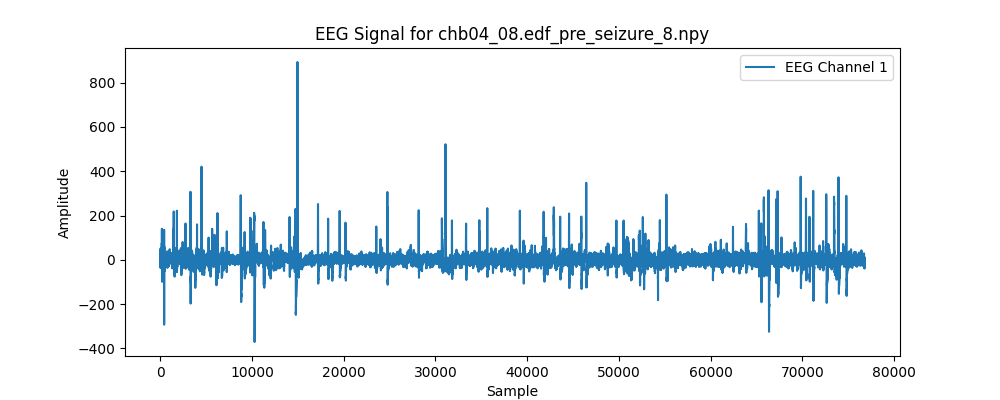 EEG Signal for chb04_08.edf_pre_seizure_8.npy
EEG Channel 1
Amplitude
800
600
400
200
0
−200
−400
0 10000 20000 30000 40000 50000 60000 70000 80000
Sample